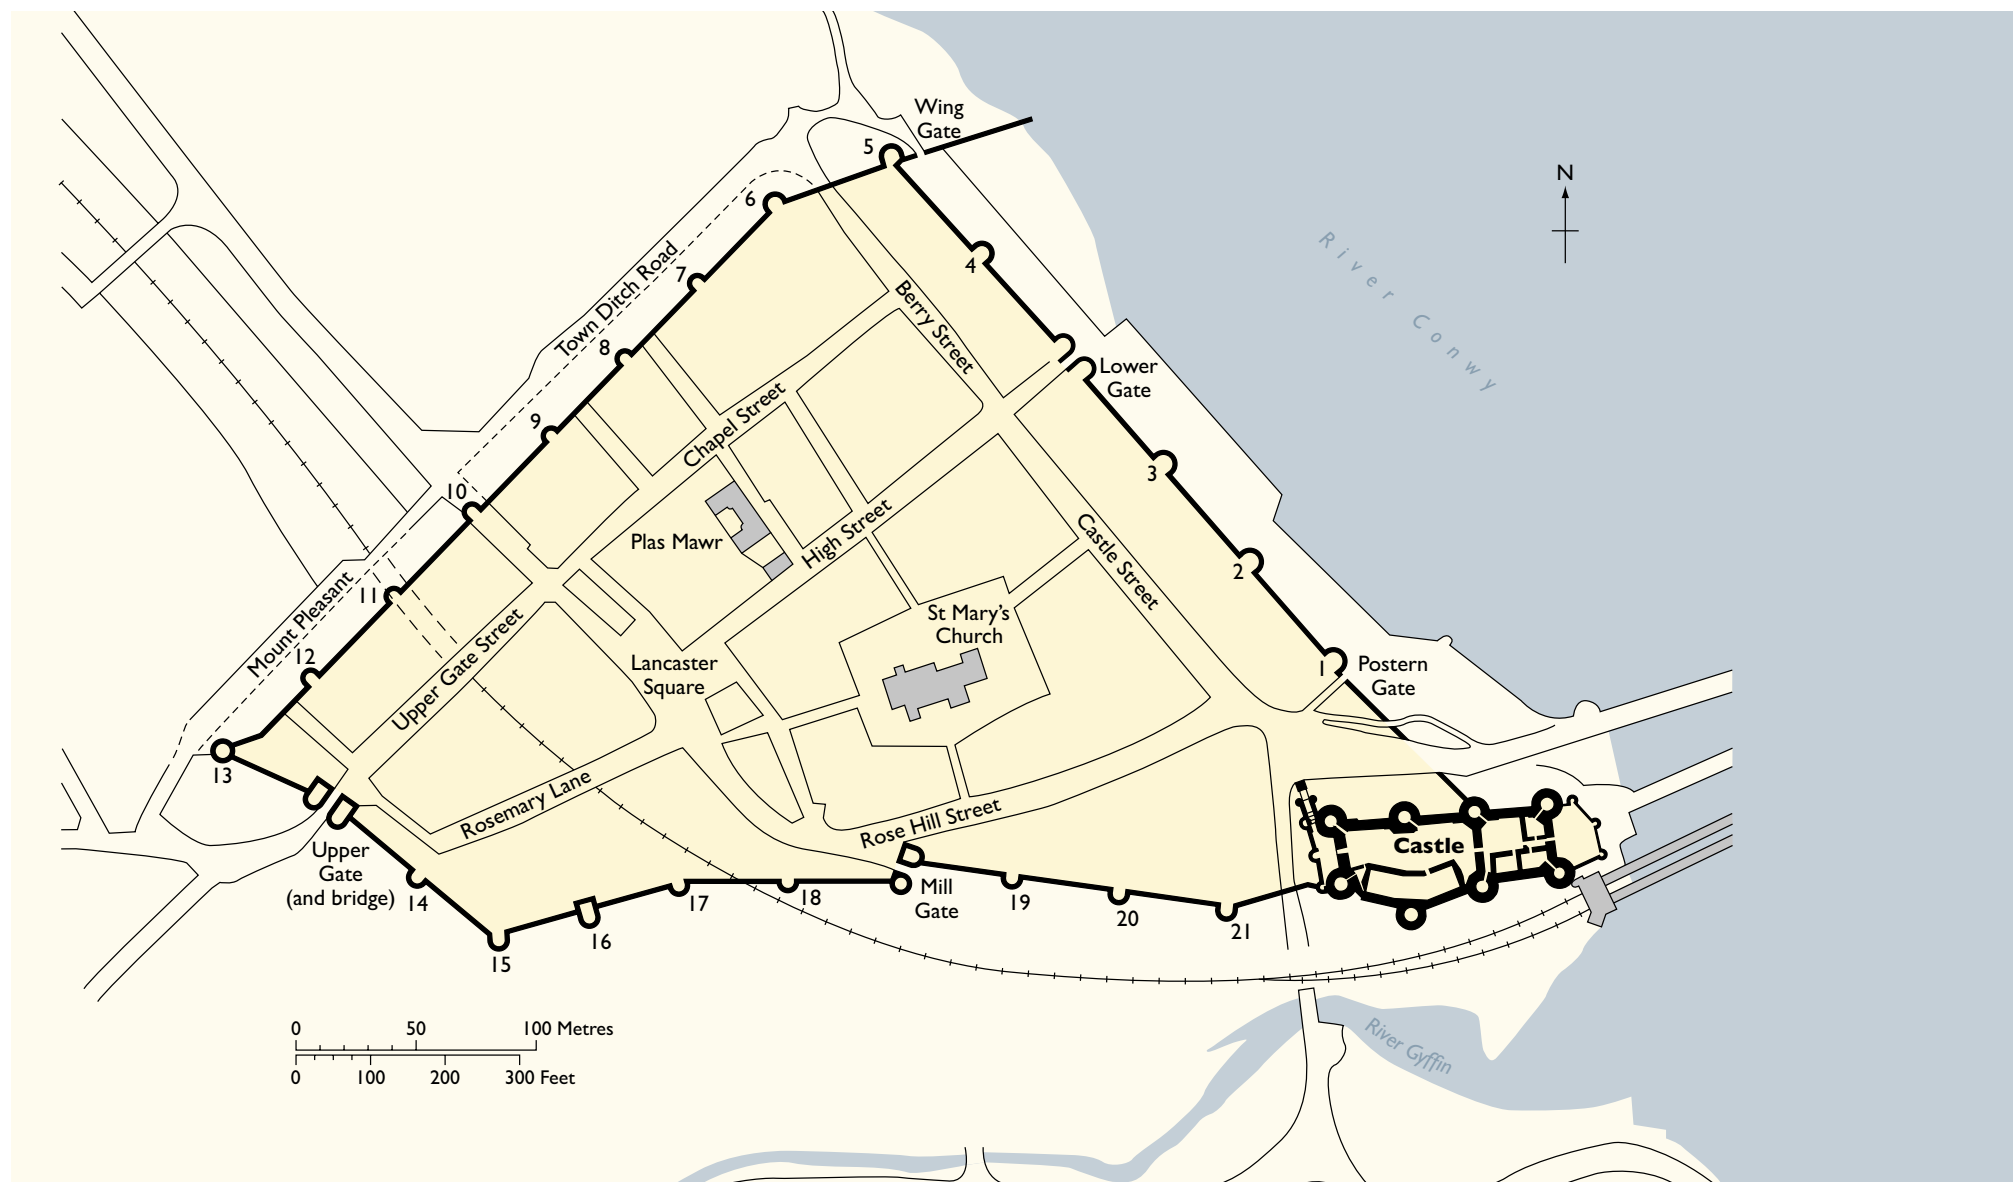 Wing
Gate
5
N
6
Town Ditch Road
7
4
River Conwy
8
Berry Street
Lower
Gate
9
Chapel Street
3
10
High Street
Plas Mawr
Castle Street
2
11
Mount Pleasant
St Mary's
Church
12
Upper Gate Street
Lancaster
Square
1
Postern
Gate
13
Rosemary Lane
Rose Hill Street
Castle
Upper
Gate
(and bridge)
14
17
18
Mill
Gate
19
20
21
16
15
0 50 100 Metres
0 100 200 300 Feet
River Gyffin